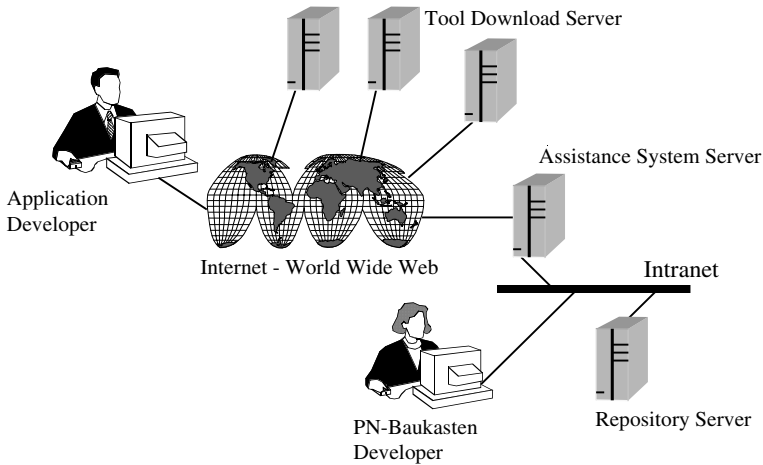 Tool Download Server
Assistance System Server
Application
Developer
Internet - World Wide Web
Intranet
PN-Baukasten
Developer
Repository Server